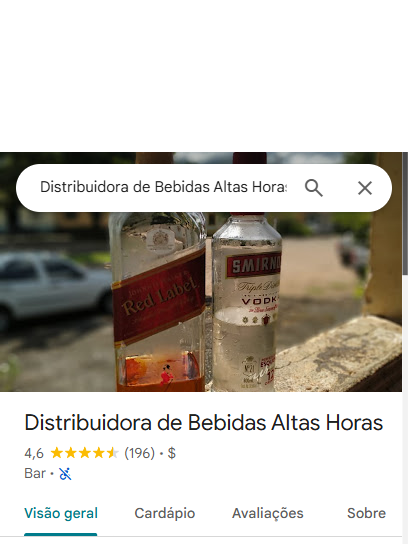 Distribuidora de Bebidas Altas Horas
Red Label
SMIRNO
Triple Distilled
VODKA
Distribuidora de Bebidas Altas Horas
4,6 (196) • $
Bar •
Visão geral
Cardápio
Avaliações
Sobre